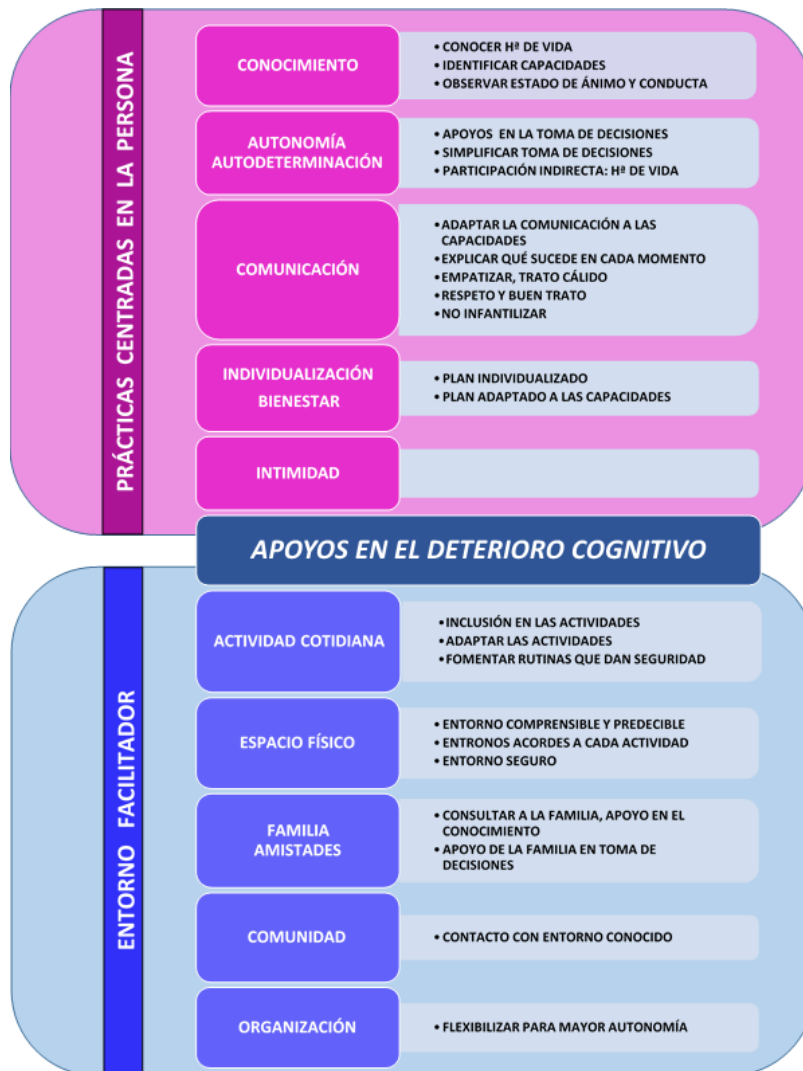 PRÁCTICAS CENTRADAS EN LA PERSONA
CONOCIMIENTO
• CONOCER Hª DE VIDA
• IDENTIFICAR CAPACIDADES
• OBSERVAR ESTADO DE ÁNIMO Y CONDUCTA
AUTONOMÍA
AUTODETERMINACIÓN
• APOYOS EN LA TOMA DE DECISIONES
• SIMPLIFICAR TOMA DE DECISIONES
• PARTICIPACIÓN INDIRECTA: Hª DE VIDA
COMUNICACIÓN
• ADAPTAR LA COMUNICACIÓN A LAS
CAPACIDADES
• EXPLICAR QUÉ SUCEDE EN CADA MOMENTO
• EMPATIZAR, TRATO CÁLIDO
• RESPETO Y BUEN TRATO
• NO INFANTILIZAR
INDIVIDUALIZACIÓN
BIENESTAR
• PLAN INDIVIDUALIZADO
• PLAN ADAPTADO A LAS CAPACIDADES
INTIMIDAD
APOYOS EN EL DETERIORO COGNITIVO
ENTORNO FACILITADOR
ACTIVIDAD COTIDIANA
• INCLUSIÓN EN LAS ACTIVIDADES
• ADAPTAR LAS ACTIVIDADES
• FOMENTAR RUTINAS QUE DAN SEGURIDAD
ESPACIO FÍSICO
• ENTORNO COMPRENSIBLE Y PREDECIBLE
• ENTRONOS ACORDES A CADA ACTIVIDAD
• ENTORNO SEGURO
FAMILIA
AMISTADES
• CONSULTAR A LA FAMILIA, APOYO EN EL
CONOCIMIENTO
• APOYO DE LA FAMILIA EN TOMA DE
DECISIONES
COMUNIDAD
• CONTACTO CON ENTORNO CONOCIDO
ORGANIZACIÓN
• FLEXIBILIZAR PARA MAYOR AUTONOMÍA